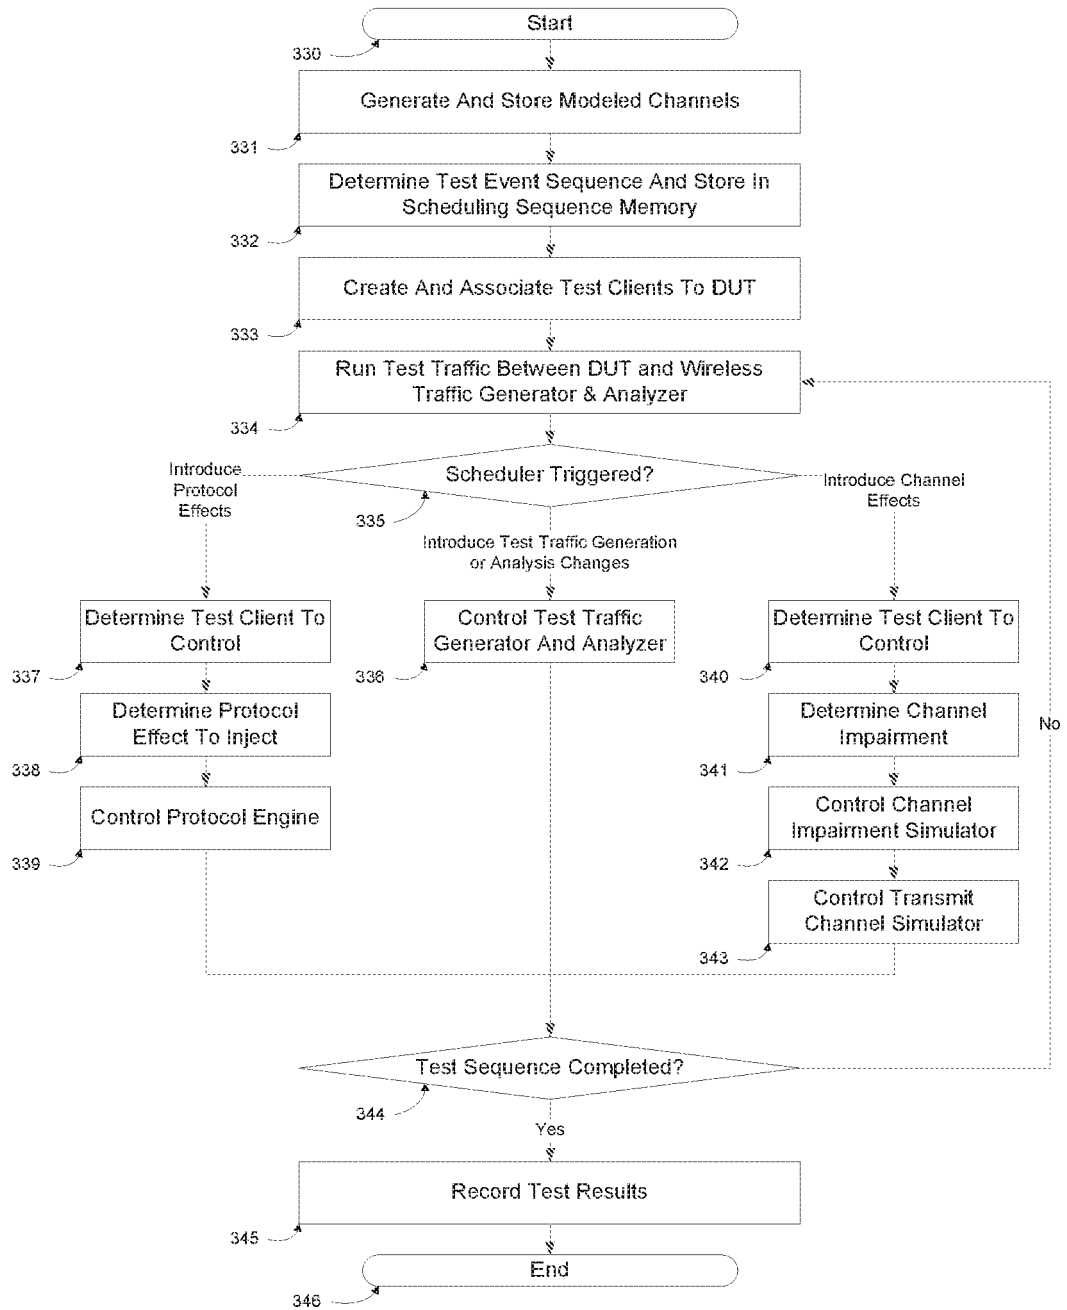 Start
330
Generate And Store Modeled Channels
331
Determine Test Event Sequence And Store In
Scheduling Sequence Memory
332
Create And Associate Test Clients To DUT
333
Run Test Traffic Between DUT and Wireless
Traffic Generator & Analyzer
334
Scheduler Triggered?
335
Introduce
Protocol
Effects
Introduce Test Traffic Generation
or Analysis Changes
Introduce Channel
Effects
Determine Test Client To
Control
337
Determine Protocol
Effect To Inject
338
Control Protocol Engine
339
Control Test Traffic
Generator And Analyzer
336
Determine Test Client To
Control
340
Determine Channel
Impairment
341
Control Channel
Impairment Simulator
342
Control Transmit
Channel Simulator
343
No
Test Sequence Completed?
344
Yes
Record Test Results
345
End
346